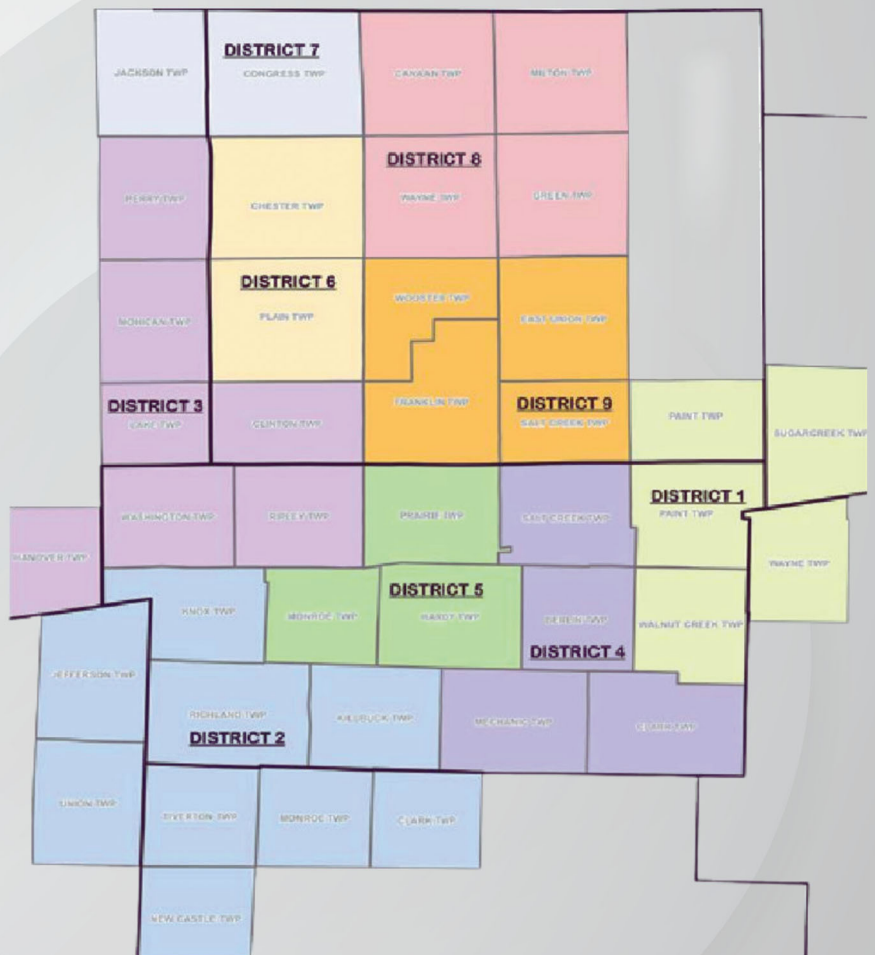 DISTRICT 7
JACKSON TWP
CONGRESS TWP
CANAAN TWP
MILTON TWP
DISTRICT 8
PERRY TWP
CHESTER TWP
WAYNE TWP
GREEN TWP
DISTRICT 6
MOHICAN TWP
PLAIN TWP
WOOSTER TWP
EAST UNION TWP
DISTRICT 3
LAKE TWP
CLINTON TWP
FRANKLIN TWP
DISTRICT 9
SALT CREEK TWP
PAINT TWP
SUGARCREEK TWP
DISTRICT 1
WASHINGTON TWP
RIPLEY TWP
PRAIRIE TWP
SALT CREEK TWP
PAINT TWP
HANOVER TWP
WAYNE TWP
DISTRICT 5
KNOX TWP
MONROE TWP
HARDY TWP
BERLIN TWP
WALNUT CREEK TWP
DISTRICT 4
JEFFERSON TWP
RICHLAND TWP
KILLBUCK TWP
MECHANIC TWP
CLARK TWP
DISTRICT 2
UNION TWP
TIVERTON TWP
MONROE TWP
CLARK TWP
NEW CASTLE TWP